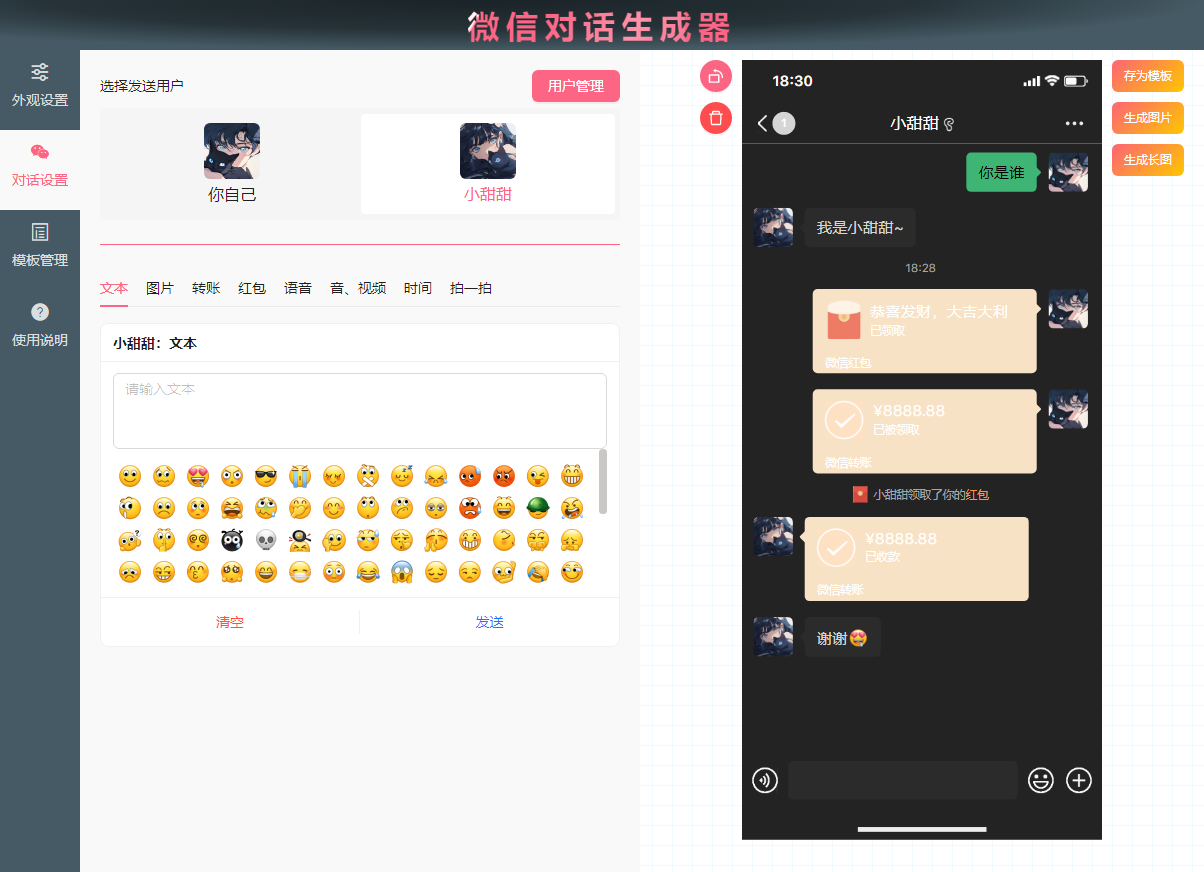 微信对话生成器
外观设置
对话设置
模板管理
使用说明
选择发送用户
用户管理
你自己
小甜甜
文本 图片 转账 红包 语音 音、视频 时间 拍一拍
小甜甜：文本
请输入文本
清空
发送
18:30
1
小甜甜
你是谁
我是小甜甜~
18:28
恭喜发财，大吉大利
已领取
微信红包
¥8888.88
已被领取
微信转账
小甜甜领取了你的红包
¥8888.88
已收款
微信转账
谢谢
存为模板
生成图片
生成长图